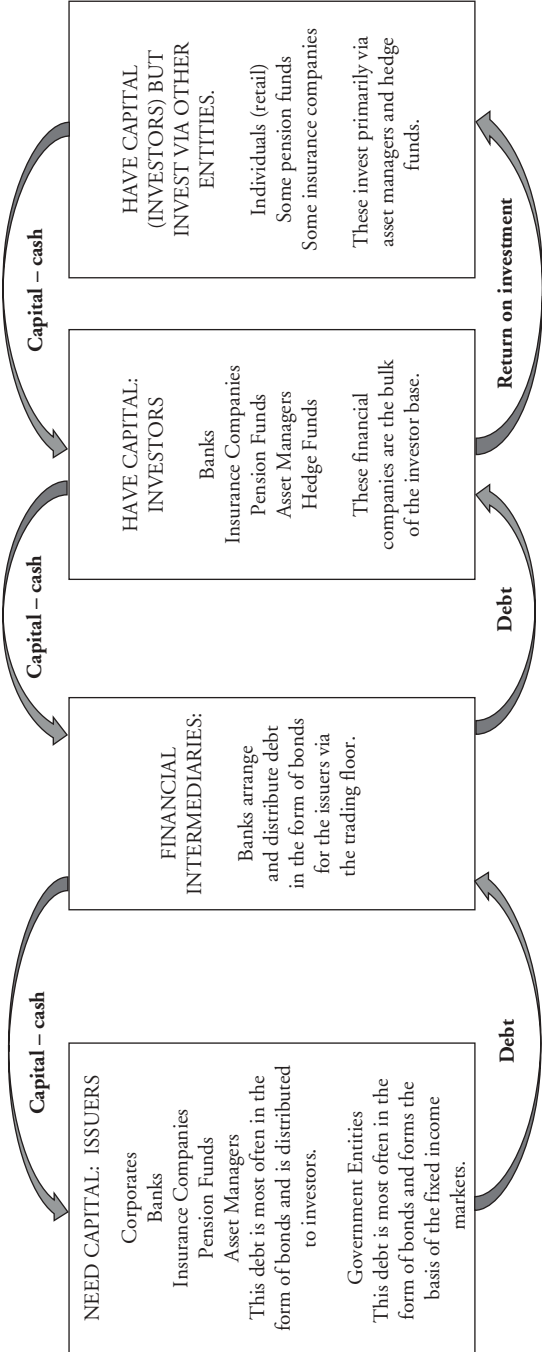 Capital – cash
Capital – cash
Capital – cash
NEED CAPITAL: ISSUERS
Corporates
Banks
Insurance Companies
Pension Funds
Asset Managers
This debt is most often in the
form of bonds and is distributed
to investors.
Government Entities
This debt is most often in the
form of bonds and forms the
basis of the fixed income
markets.
FINANCIAL
INTERMEDIARIES:
Banks arrange
and distribute debt
in the form of bonds
for the issuers via
the trading floor.
HAVE CAPITAL:
INVESTORS
Banks
Insurance Companies
Pension Funds
Asset Managers
Hedge Funds
These financial
companies are the bulk
of the investor base.
HAVE CAPITAL
(INVESTORS) BUT
INVEST VIA OTHER
ENTITIES.
Individuals (retail)
Some pension funds
Some insurance companies
These invest primarily via
asset managers and hedge
funds.
Debt
Debt
Return on investment